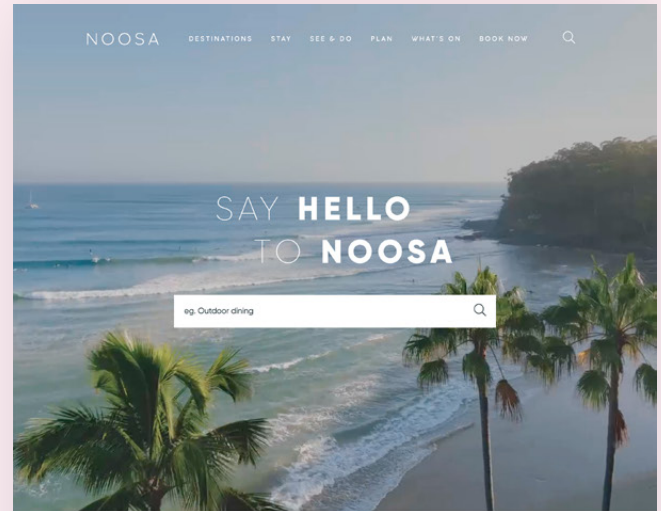 NOOSA DESTINATIONS STAY SEE & DO PLAN WHAT'S ON BOOK NOW
SAY HELLO
TO NOOSA
eg. Outdoor dining